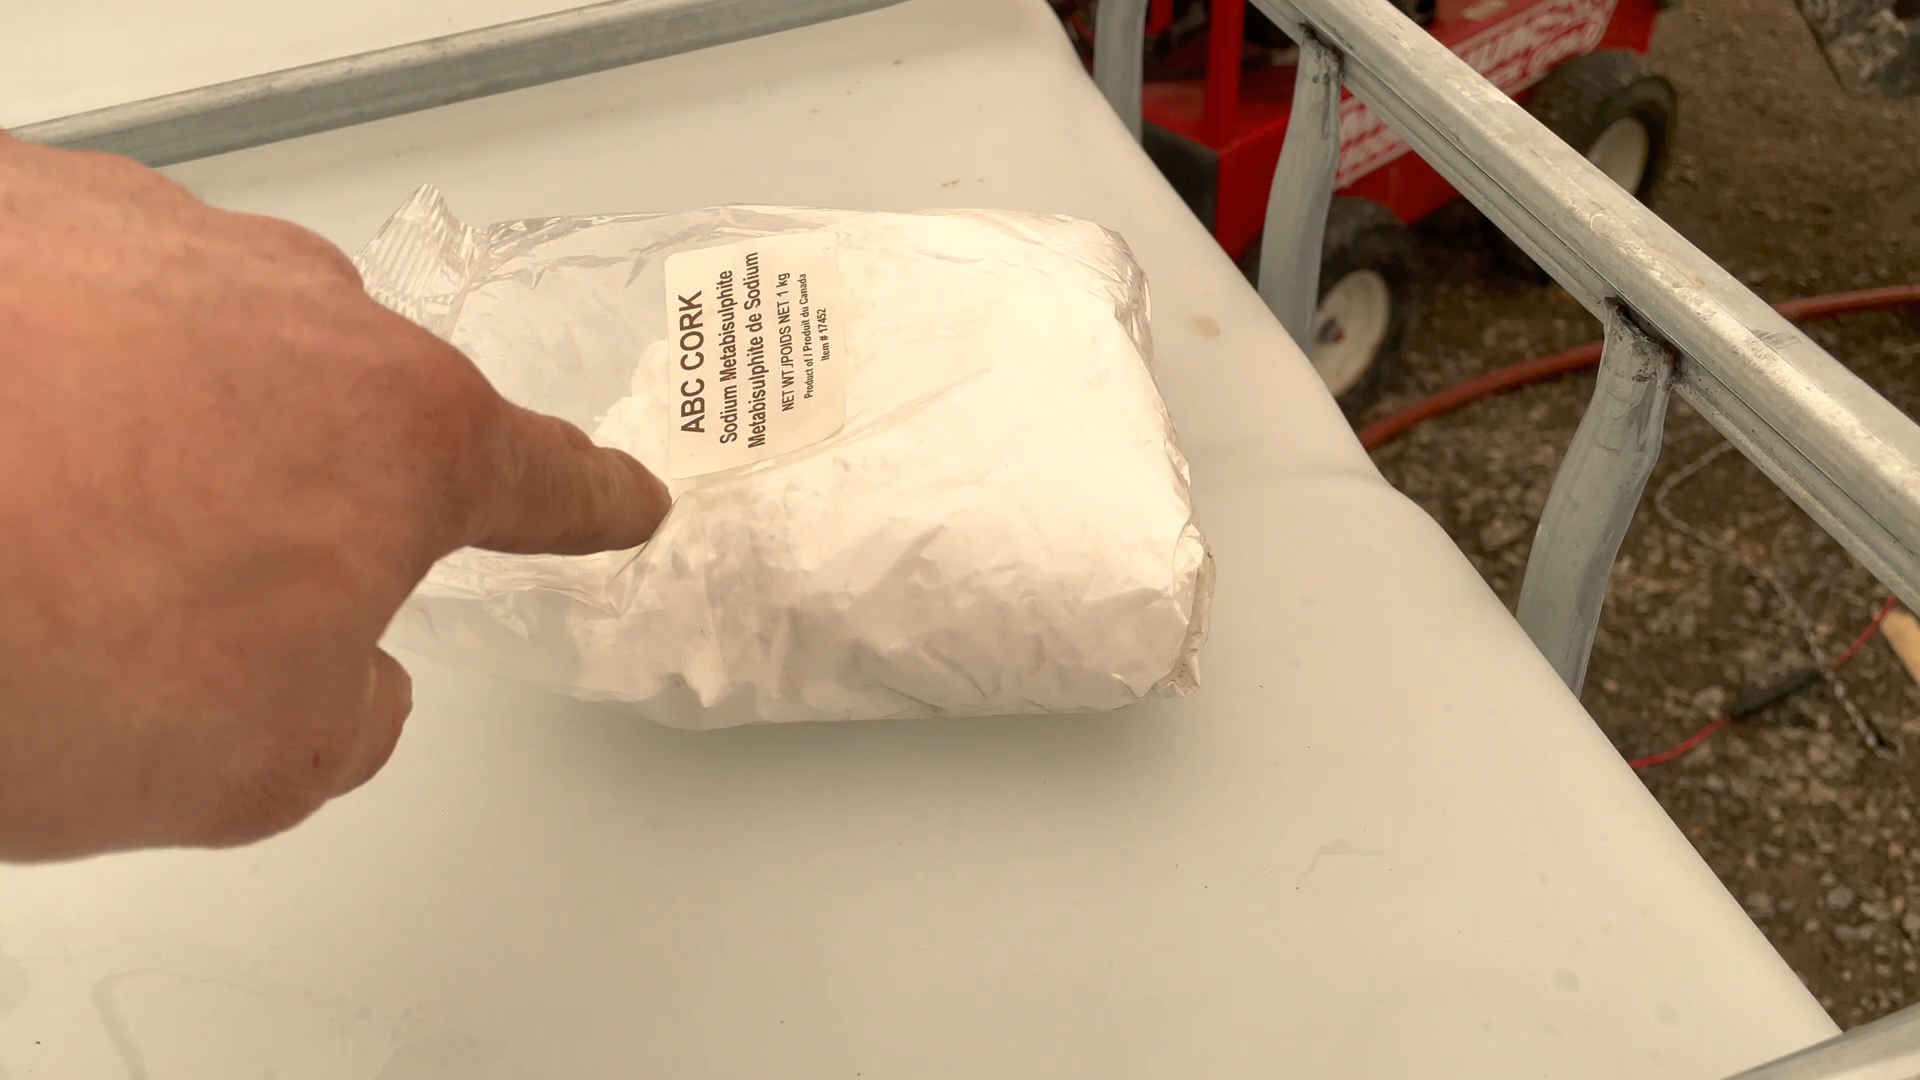 ABC CORK
Sodium Metabisulphite
Metabisulphite de Sodium
NET WT./POIDS NET 1 kg
Product of / Produit du Canada
Item # 17452